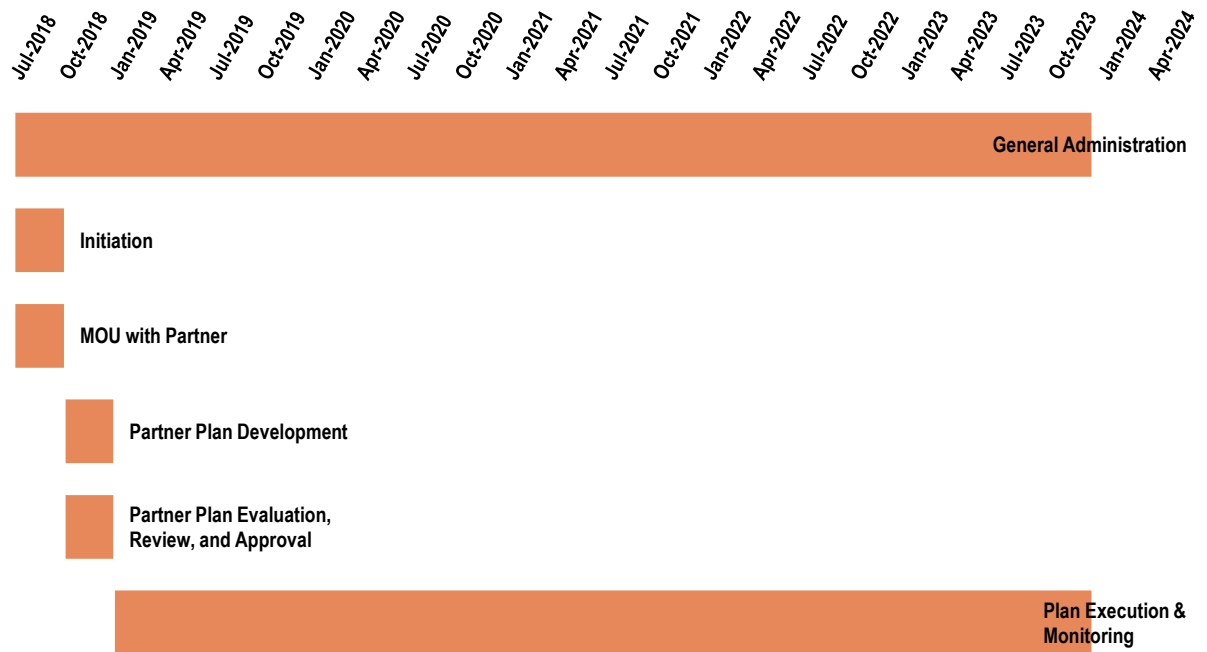 Jul-2018
Oct-2018
Jan-2019
Apr-2019
Jul-2019
Oct-2019
Jan-2020
Apr-2020
Jul-2020
Oct-2020
Jan-2021
Apr-2021
Jul-2021
Oct-2021
Jan-2022
Apr-2022
Jul-2022
Oct-2022
Jan-2023
Apr-2023
Jul-2023
Oct-2023
Jan-2024
Apr-2024
General Administration
Initiation
MOU with Partner
Partner Plan Development
Partner Plan Evaluation,
Review, and Approval
Plan Execution &
Monitoring